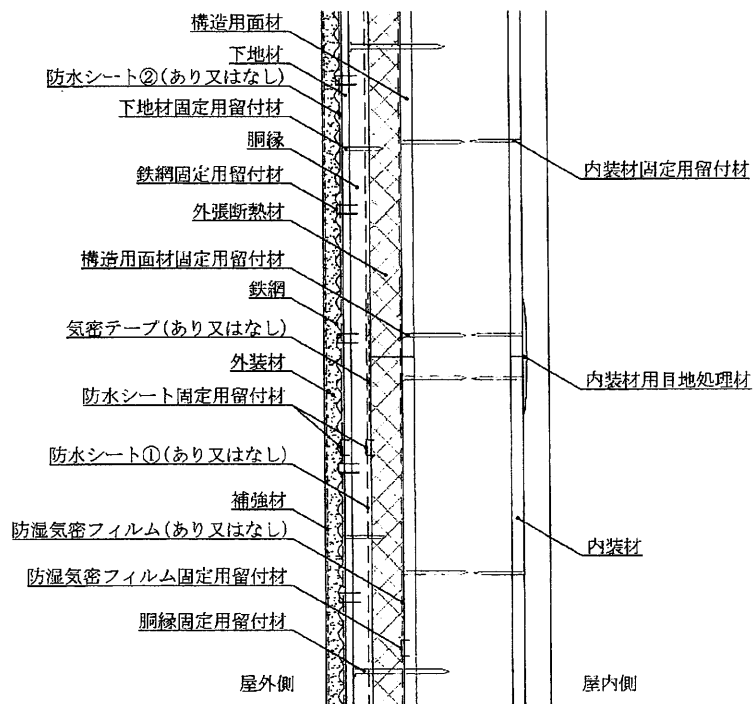 構造用面材
下地材
防水シート②(あり又はなし)
下地材固定用留付材
胴縁
鉄網固定用留付材
外張断熱材
構造用面材固定用留付材
鉄網
気密テープ(あり又はなし)
外装材
防水シート固定用留付材
防水シート①(あり又はなし)
補強材
防湿気密フィルム(あり又はなし)
防湿気密フィルム固定用留付材
胴縁固定用留付材
屋外側
内装材固定用留付材
内装材用目地処理材
内装材
屋内側